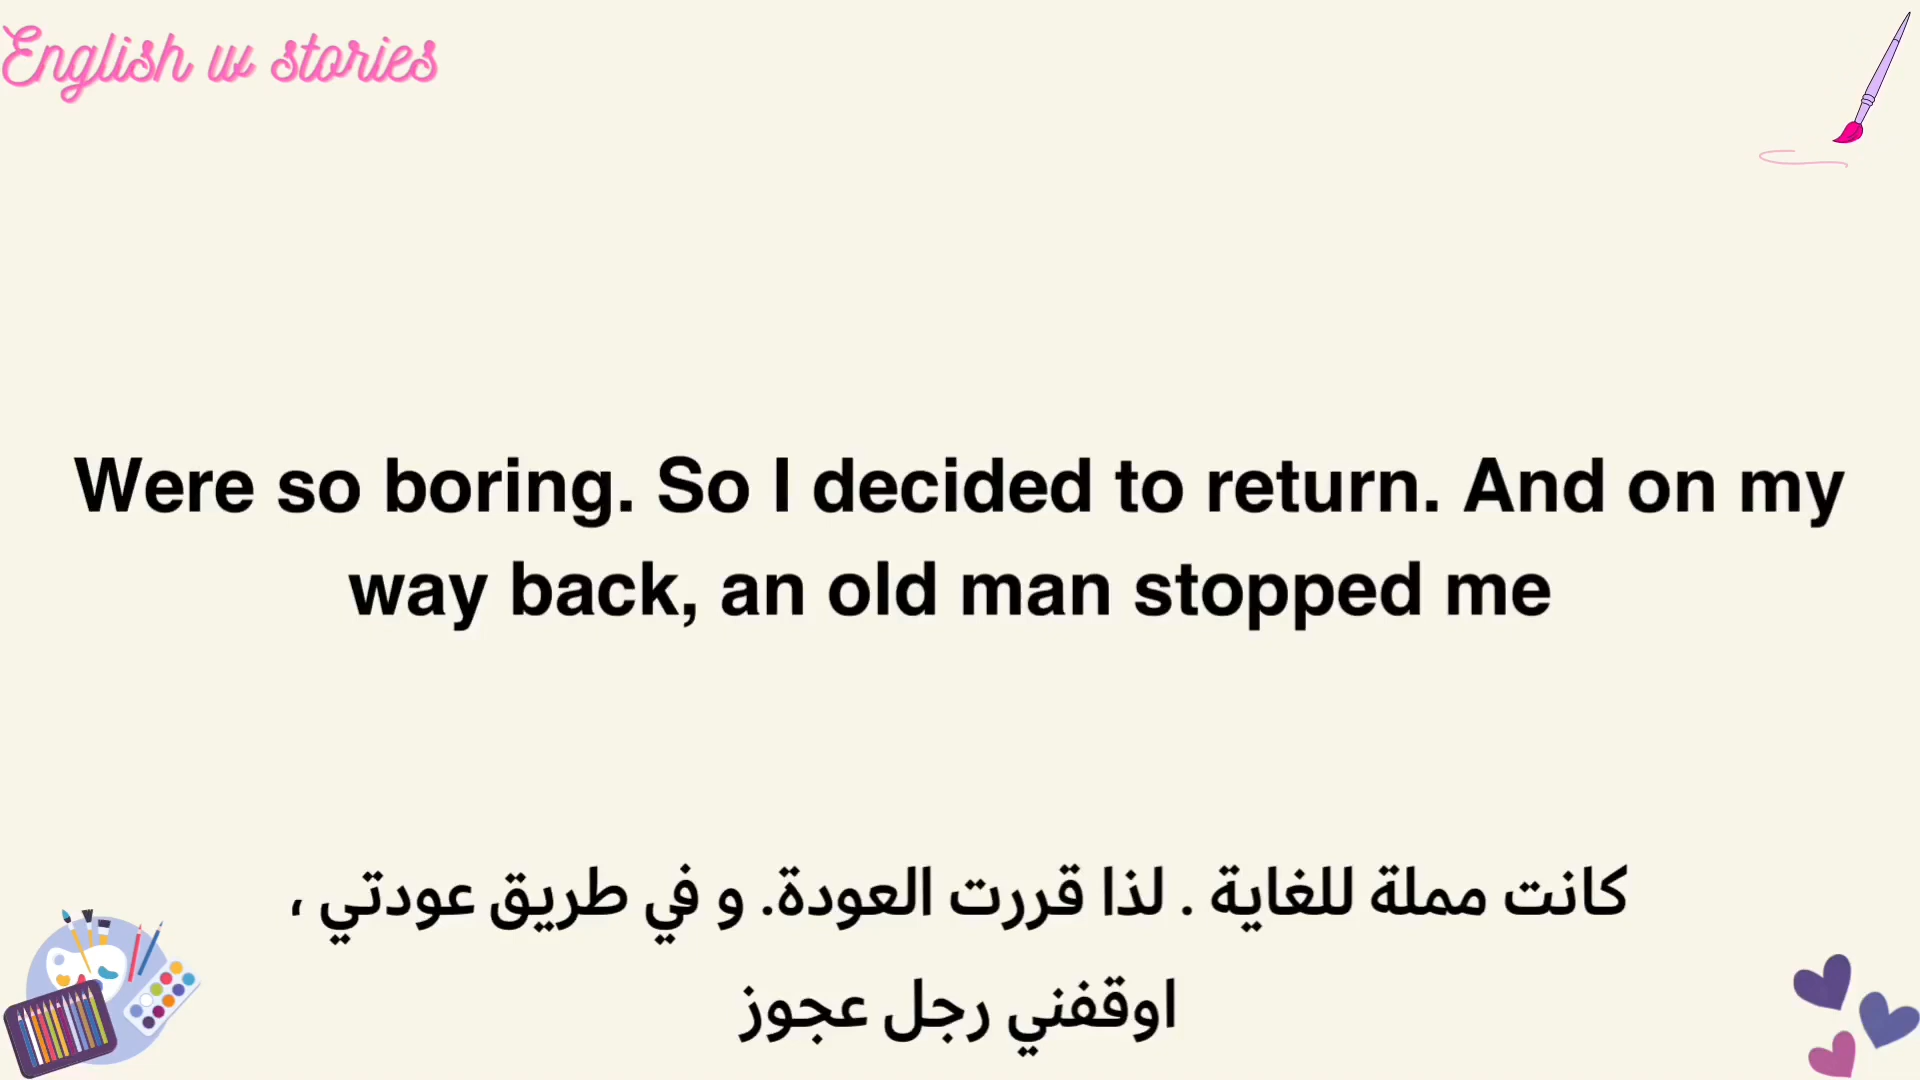 English w stories
Were so boring. So I decided to return. And on my
way back, an old man stopped me
كانت مملة للغاية . لذا قررت العودة. و في طريق عودتي ،
اوقفني رجل عجوز